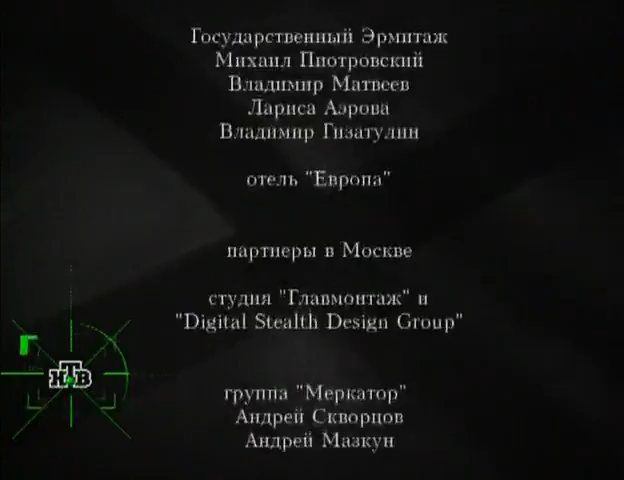 Государственный Эрмитаж
Михаил Пиотровский
Владимир Матвеев
Лариса Аэрова
Владимир Гизатулин
отель "Европа"
партнеры в Москве
студия "Главмонтаж" и
"Digital Stealth Design Group"
НТВ
группа "Меркатор"
Андрей Скворцов
Андрей Мазкун